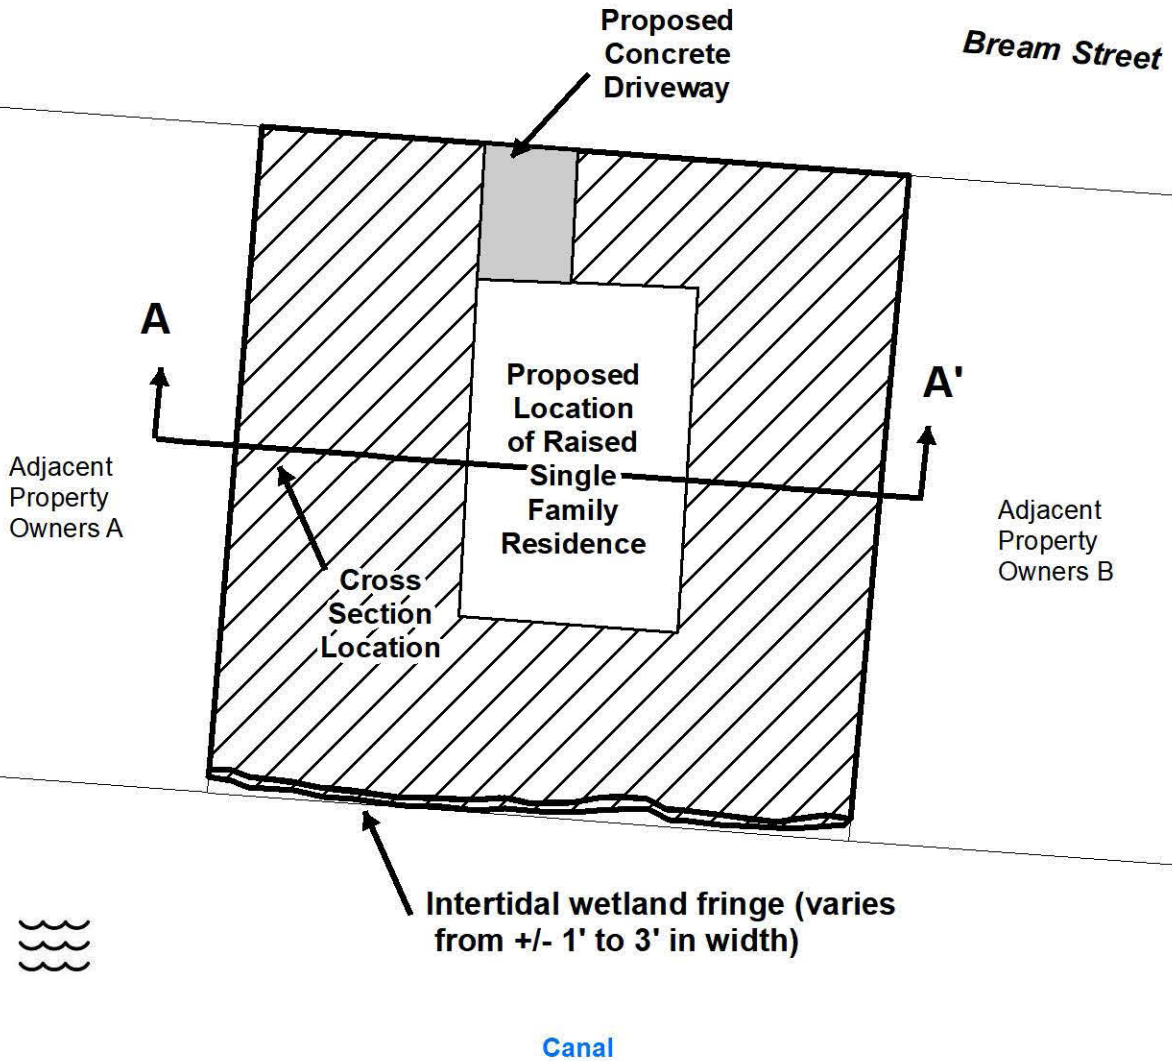 Proposed
Concrete
Driveway
Bream Street
A
A'
Proposed
Location
of Raised
Single
Family
Residence
Adjacent
Property
Owners A
Adjacent
Property
Owners B
Cross
Section
Location
Intertidal wetland fringe (varies
from +/- 1' to 3' in width)
Canal